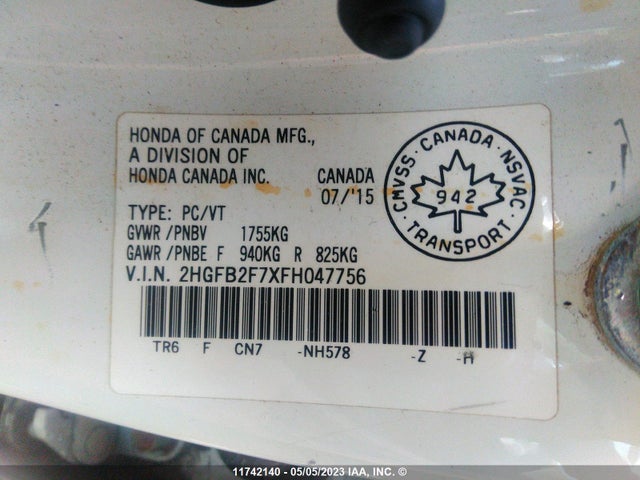 HONDA OF CANADA MFG.,
A DIVISION OF
HONDA CANADA INC. CANADA
07/'15
TYPE: PC/VT
GVWR /PNBV 1755KG
GAWR /PNBE F 940KG R 825KG
V.I.N. 2HGFB2F7XFH047756
TR6 F CN7 -NH578 -Z -H
CMVSS · CANADA · NSVAC
942
TRANSPORT
11742140 - 05/05/2023 IAA, INC. ©